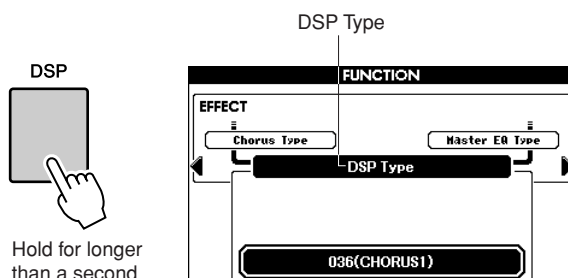 DSP Type
DSP
FUNCTION
EFFECT
Chorus Type
Master EQ Type
DSP Type
036(CHORUS1)
Hold for longer
than a second